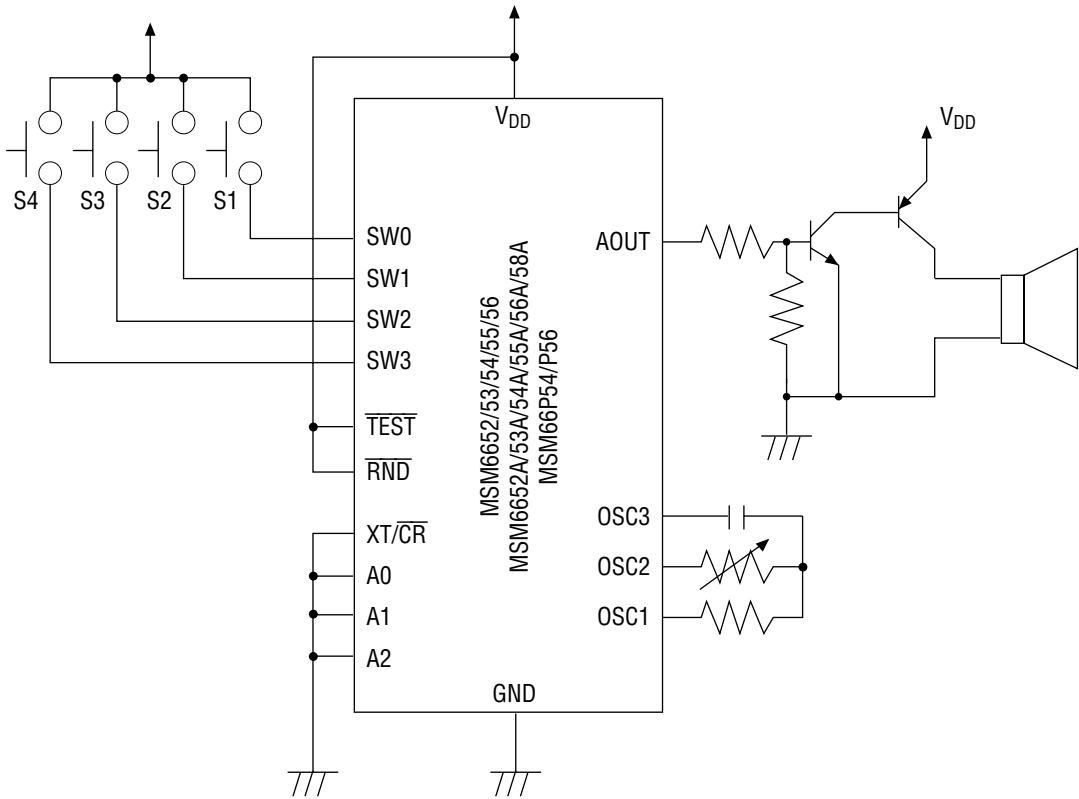 VDD
VDD
S4
S3
S2
S1
SW0
SW1
SW2
SW3
TEST
RND
XT/CR
A0
A1
A2
MSM6652/53/54/55/56
MSM6652A/53A/54A/55A/56A/58A
MSM66P54/P56
AOUT
OSC3
OSC2
OSC1
GND